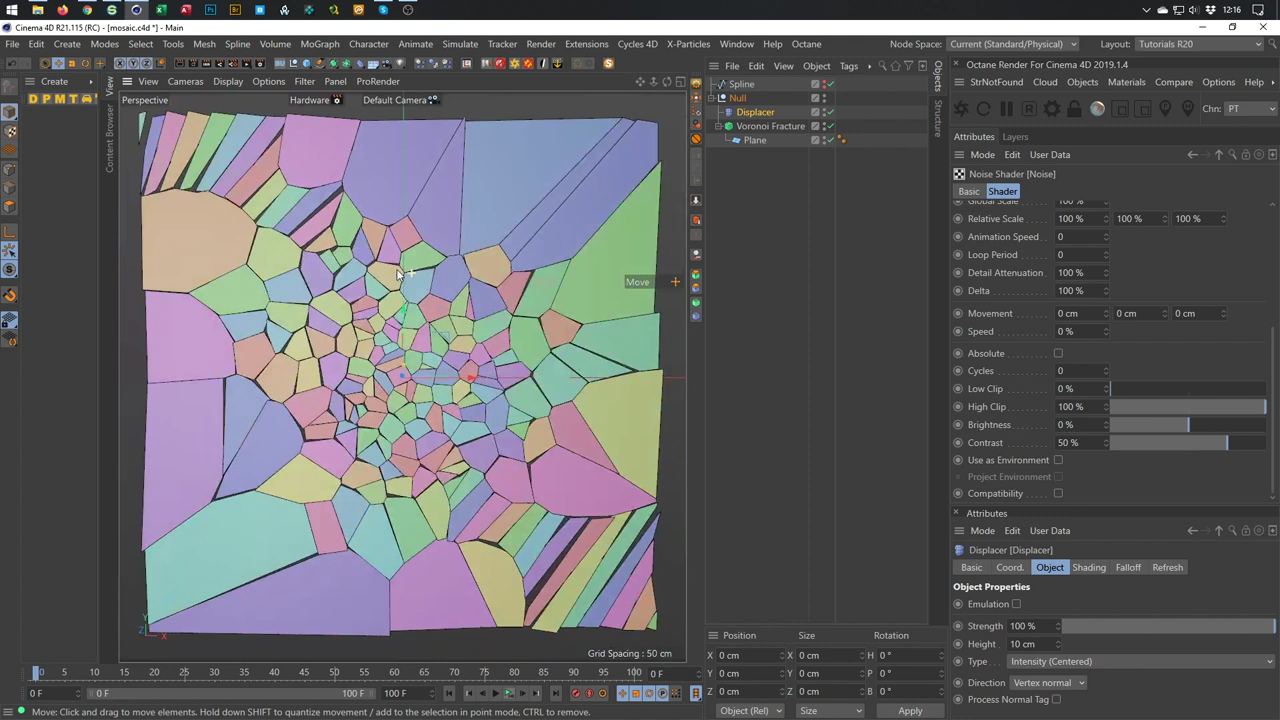 12:16
Cinema 4D R21.115 (RC) - [mosaic.c4d *] - Main
File Edit Create Modes Select Tools Mesh Spline Volume MoGraph Character Animate Simulate Tracker Render Extensions Cycles 4D X-Particles Window Help Octane Node Space: Current (Standard/Physical) Layout: Tutorials R20
Octane Render For Cinema 4D 2019.1.4
Create View Cameras Display Options Filter Panel ProRender File Edit View Object Tags StrNotFound Cloud Objects Materials Compare Options Help
D P M T
View
Content Browser
Perspective Hardware Default Camera
Objects
Structure
Spline
Null
Displacer
Voronoi Fracture
Plane
Chn: PT
Attributes Layers
Mode Edit User Data
Noise Shader [Noise]
Basic Shader
Relative Scale 100 % 100 % 100 %
Animation Speed 0
Loop Period 0
Detail Attenuation 100 %
Delta 100 %
Movement 0 cm 0 cm 0 cm
Speed 0 %
Absolute
Cycles 0
Low Clip 0 %
High Clip 100 %
Brightness 0 %
Contrast 50 %
Use as Environment
Project Environment
Compatibility
Move
Y
Z X
Grid Spacing : 50 cm
Attributes
Mode Edit User Data
Displacer [Displacer]
Basic Coord. Object Shading Falloff Refresh
Object Properties
Emulation
Strength 100 %
Height 10 cm
Type Intensity (Centered)
Direction Vertex normal
Process Normal Tag
Position Size Rotation
X 0 cm X 0 cm H 0 °
Y 0 cm Y 0 cm P 0 °
Z 0 cm Z 0 cm B 0 °
Object (Rel) Size Apply
0 5 10 15 20 25 30 35 40 45 50 55 60 65 70 75 80 85 90 95 100 0 F
0 F 0 F 100 F 100 F
Move: Click and drag to move elements. Hold down SHIFT to quantize movement / add to the selection in point mode, CTRL to remove.